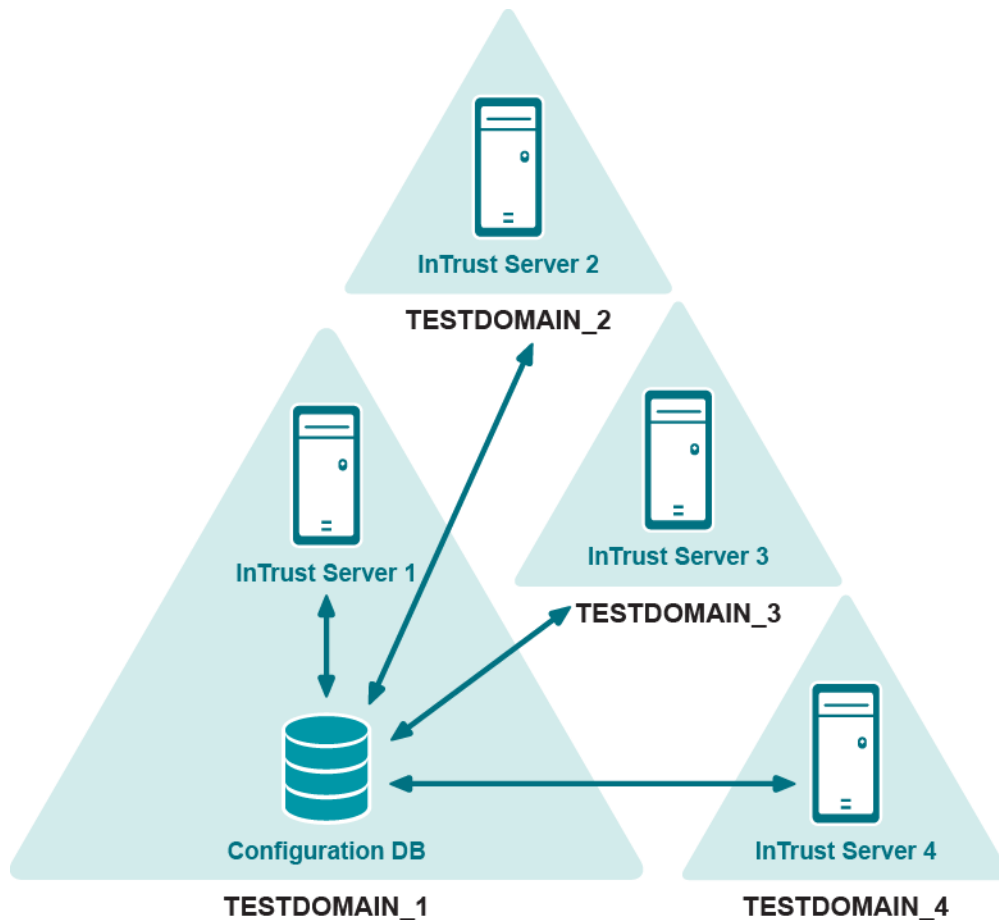 InTrust Server 2
TESTDOMAIN_2
InTrust Server 3
InTrust Server 1
TESTDOMAIN_3
Configuration DB
InTrust Server 4
TESTDOMAIN_1
TESTDOMAIN_4